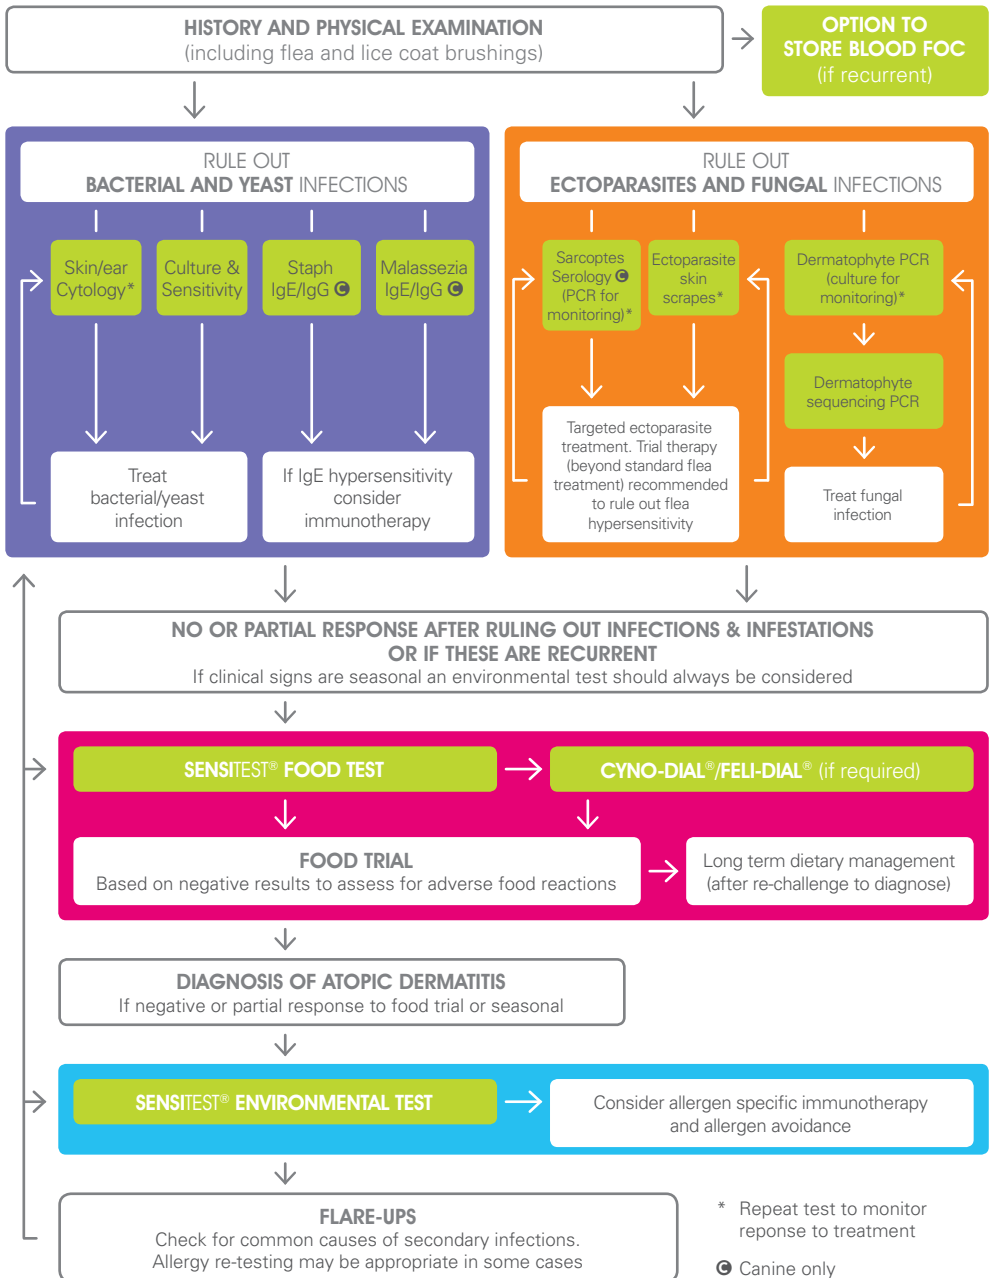 HISTORY AND PHYSICAL EXAMINATION
(including flea and lice coat brushings)
OPTION TO
STORE BLOOD FOC
(if recurrent)
RULE OUT
BACTERIAL AND YEAST INFECTIONS
Skin/ear
Cytology*
Culture &
Sensitivity
Staph
IgE/IgG C
Malassezia
IgE/IgG C
Treat
bacterial/yeast
infection
If IgE hypersensitivity
consider
immunotherapy
RULE OUT
ECTOPARASITES AND FUNGAL INFECTIONS
Sarcoptes
Serology C
(PCR for
monitoring)*
Ectoparasite
skin
scrapes*
Dermatophyte PCR
(culture for
monitoring)*
Dermatophyte
sequencing PCR
Targeted ectoparasite
treatment. Trial therapy
(beyond standard flea
treatment) recommended
to rule out flea
hypersensitivity
Treat fungal
infection
NO OR PARTIAL RESPONSE AFTER RULING OUT INFECTIONS & INFESTATIONS
OR IF THESE ARE RECURRENT
If clinical signs are seasonal an environmental test should always be considered
SENSITEST® FOOD TEST
CYNO-DIAL®/FELI-DIAL® (if required)
FOOD TRIAL
Based on negative results to assess for adverse food reactions
Long term dietary management
(after re-challenge to diagnose)
DIAGNOSIS OF ATOPIC DERMATITIS
If negative or partial response to food trial or seasonal
SENSITEST® ENVIRONMENTAL TEST
Consider allergen specific immunotherapy
and allergen avoidance
FLARE-UPS
Check for common causes of secondary infections.
Allergy re-testing may be appropriate in some cases
* Repeat test to monitor
reponse to treatment
C Canine only